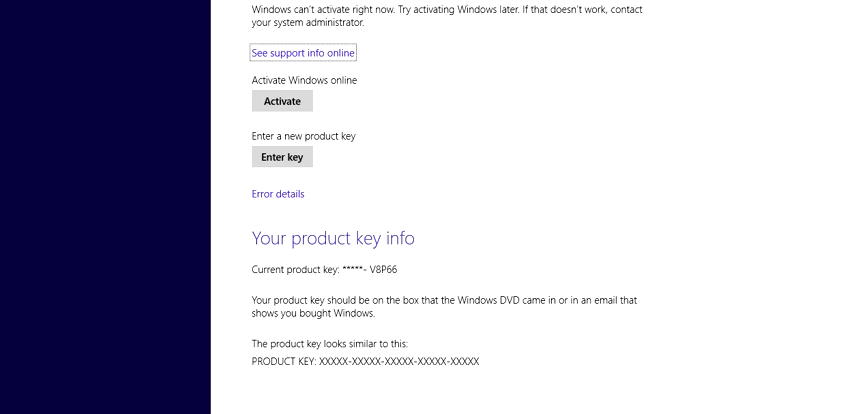 Windows can't activate right now. Try activating Windows later. If that doesn't work, contact
your system administrator.
See support info online
Activate Windows online
Activate
Enter a new product key
Enter key
Error details
Your product key info
Current product key: *****- V8P66
Your product key should be on the box that the Windows DVD came in or in an email that
shows you bought Windows.
The product key looks similar to this:
PRODUCT KEY: XXXXX-XXXXX-XXXXX-XXXXX-XXXXX